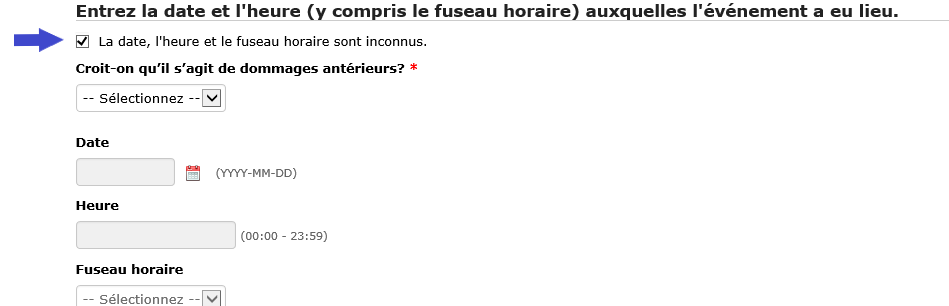 Entrez la date et l'heure (y compris le fuseau horaire) auxquelles l'événement a eu lieu.
La date, l'heure et le fuseau horaire sont inconnus.
Croit-on qu’il s’agit de dommages antérieurs? *
-- Sélectionnez --
Date
(YYYY-MM-DD)
Heure
(00:00 - 23:59)
Fuseau horaire
-- Sélectionnez --